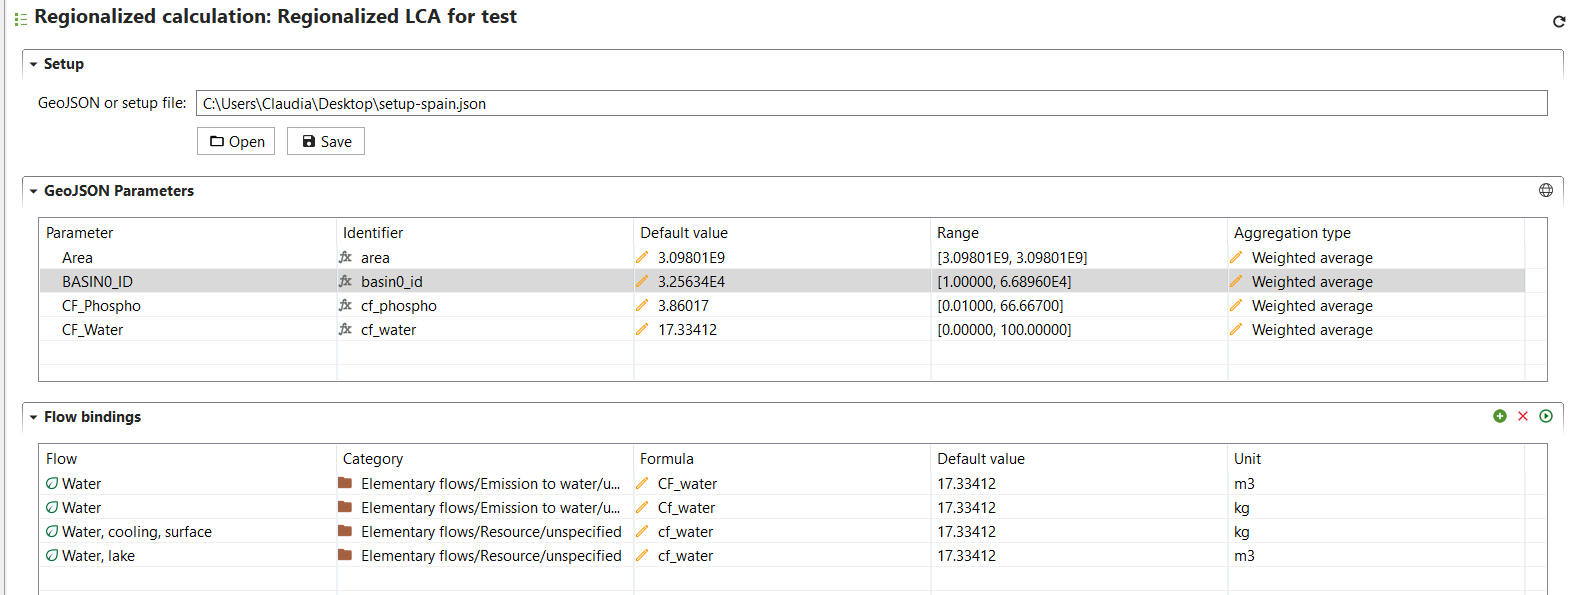 Regionalized calculation: Regionalized LCA for test
Setup
GeoJSON or setup file: C:\Users\Claudia\Desktop\setup-spain.json
Open Save
GeoJSON Parameters
Parameter Identifier Default value Range Aggregation type
Area fx area 3.09801E9 [3.09801E9, 3.09801E9] Weighted average
BASIN0_ID fx basin0_id 3.25634E4 [1.00000, 6.68960E4] Weighted average
CF_Phospho fx cf_phospho 3.86017 [0.01000, 66.66700] Weighted average
CF_Water fx cf_water 17.33412 [0.00000, 100.00000] Weighted average
Flow bindings
Flow Category Formula Default value Unit
Water Elementary flows/Emission to water/u... CF_water 17.33412 m3
Water Elementary flows/Emission to water/u... Cf_water 17.33412 kg
Water, cooling, surface Elementary flows/Resource/unspecified cf_water 17.33412 kg
Water, lake Elementary flows/Resource/unspecified cf_water 17.33412 m3